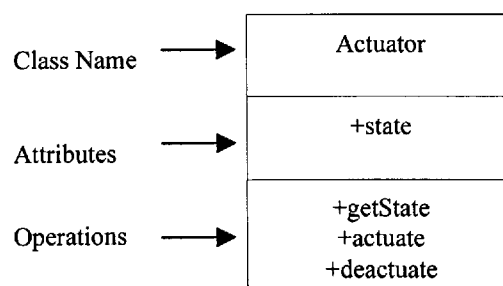 Class Name
Actuator
Attributes
+state
Operations
+getState
+actuate
+deactuate